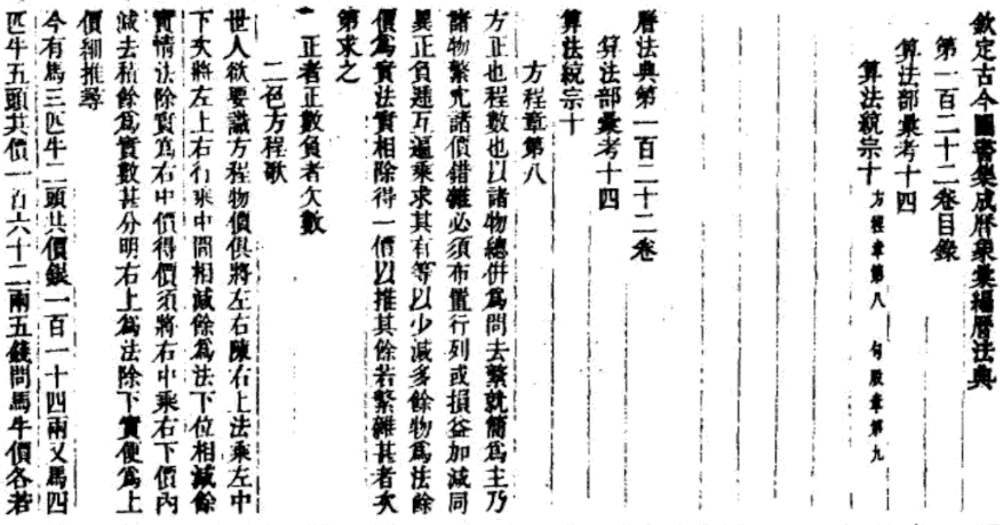 欽定古今圖書集成曆象彙編曆法典
第一百二十二卷目錄
算法部彙考十四
算法統宗十 方程章第八 句股章第九
曆法典第一百二十二卷
算法部彙考十四
算法統宗十
方程章第八
方正也程數也以諸物總併爲問去繁就簡爲主乃
諸物繁冗諸價錯雜必須布置行列或損益加減同
異正負遞互遍乘求其有等以少減多餘物爲法餘
價爲實法實相除得一價以推其餘若繁雜甚者次
第求之
正者正數負者欠數
二色方程歌
世人欲要識方程物價俱將左右陳右上法乘左中
下次將左上右行乘中間相減餘爲法下位相減餘
實情法除實爲右中價得價須將右中乘右下價內
減去積餘爲實數甚分明右上爲法除下實便爲上
價細推尋
今有馬三匹牛二頭共價銀一百一十四兩又馬四
匹牛五頭共價一百六十二兩五錢問馬牛價各若